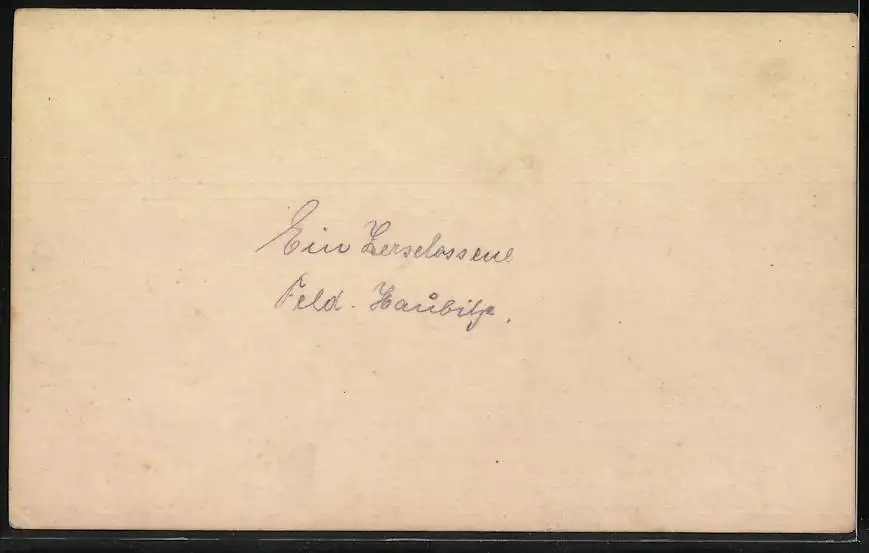 Ein Zerschossene
Feld. Haubitze.